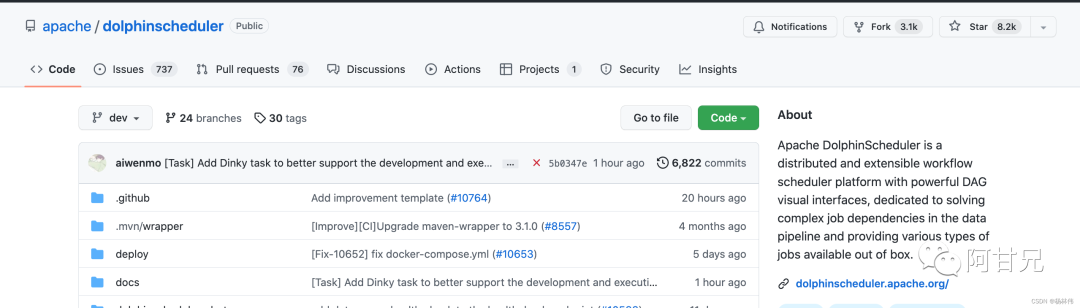 apache / dolphinscheduler Public
Notifications Fork 3.1k Star 8.2k
Code Issues 737 Pull requests 76 Discussions Actions Projects 1 Security Insights
dev 24 branches 30 tags Go to file Code
About
aiwenmo [Task] Add Dinky task to better support the development and exe... ... 5b0347e 1 hour ago 6,822 commits
.github Add improvement template (#10764) 20 hours ago
.mvn/wrapper [Improve][CI]Upgrade maven-wrapper to 3.1.0 (#8557) 4 months ago
deploy [Fix-10652] fix docker-compose.yml (#10653) 5 days ago
docs [Task] Add Dinky task to better support the development and executi... 1 hour ago
Apache DolphinScheduler is a
distributed and extensible workflow
scheduler platform with powerful DAG
visual interfaces, dedicated to solving
complex job dependencies in the data
pipeline and providing various types of
jobs available out of box.
dolphinscheduler.apache.org/
阿甘兄